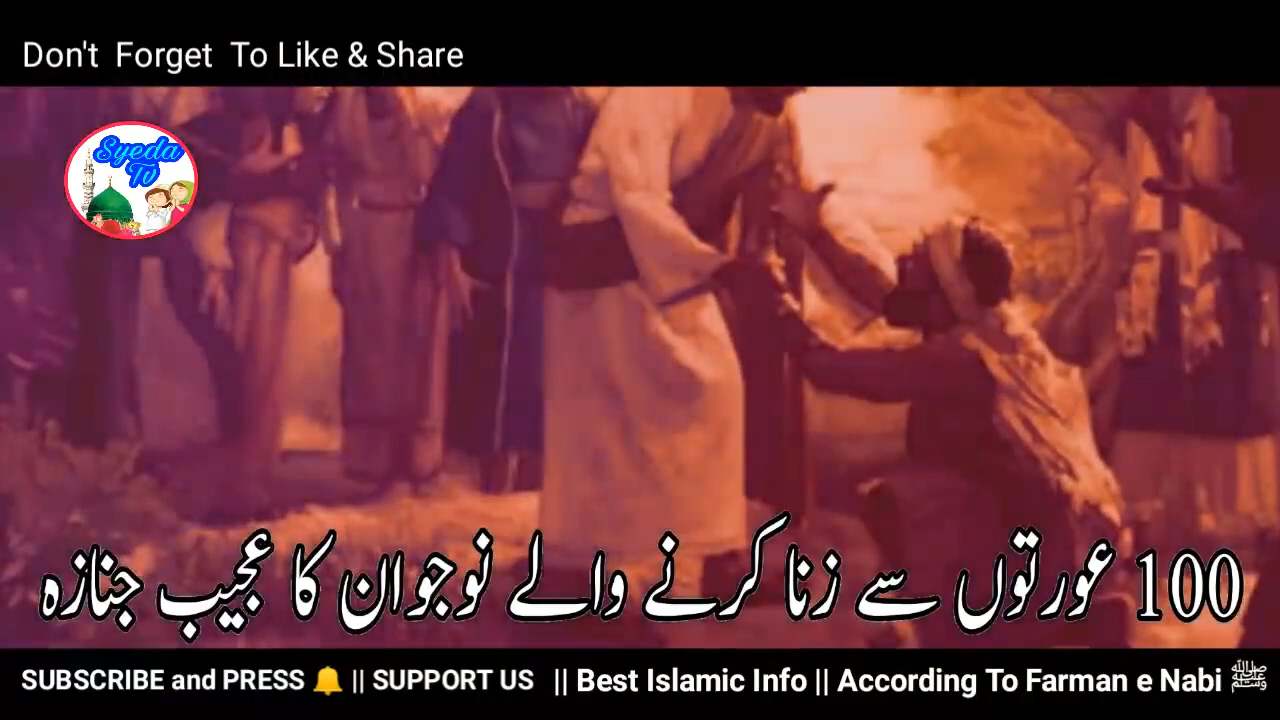 Don't Forget To Like & Share
Syeda
Tv
100 عورتوں سے زنا کرنے والے نوجوان کا عجیب جنازہ
SUBSCRIBE and PRESS 🔔 || SUPPORT US || Best Islamic Info || According To Farman e Nabi ﷺ